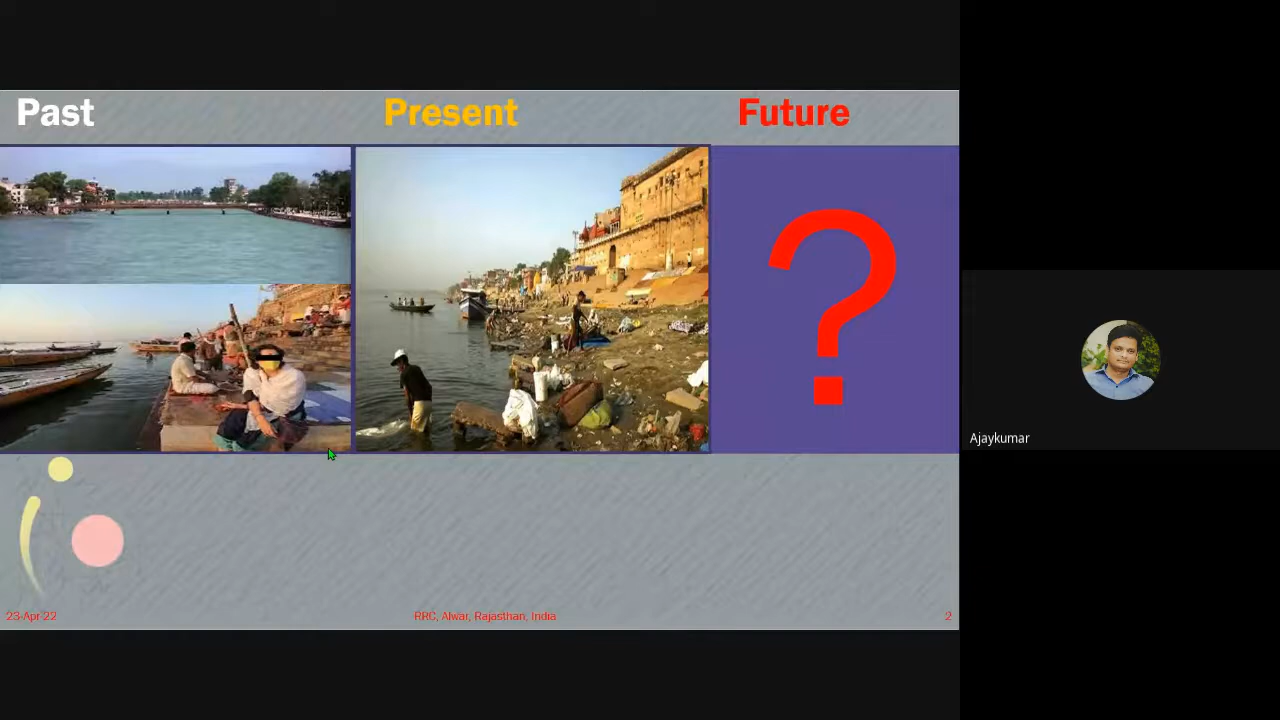 Past
Present
Future
?
Ajaykumar
23-Apr-22
RRC, Alwar, Rajasthan, India
2